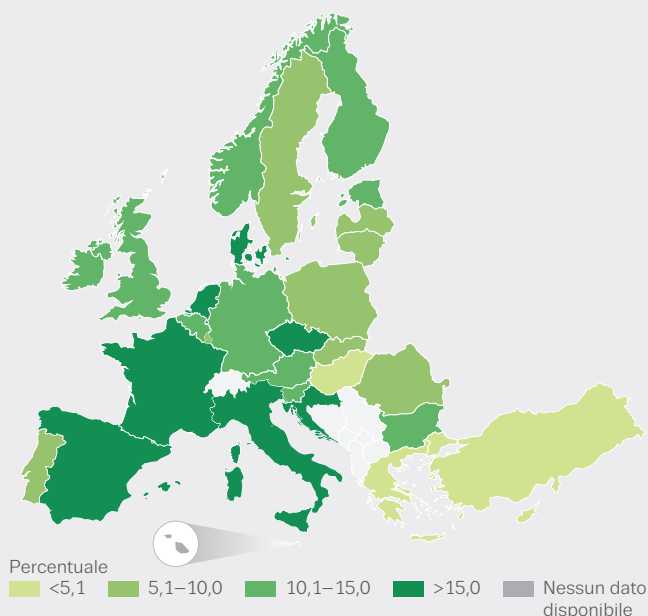 Percentuale
<5,1 5,1–10,0 10,1–15,0 >15,0 Nessun dato
disponibile